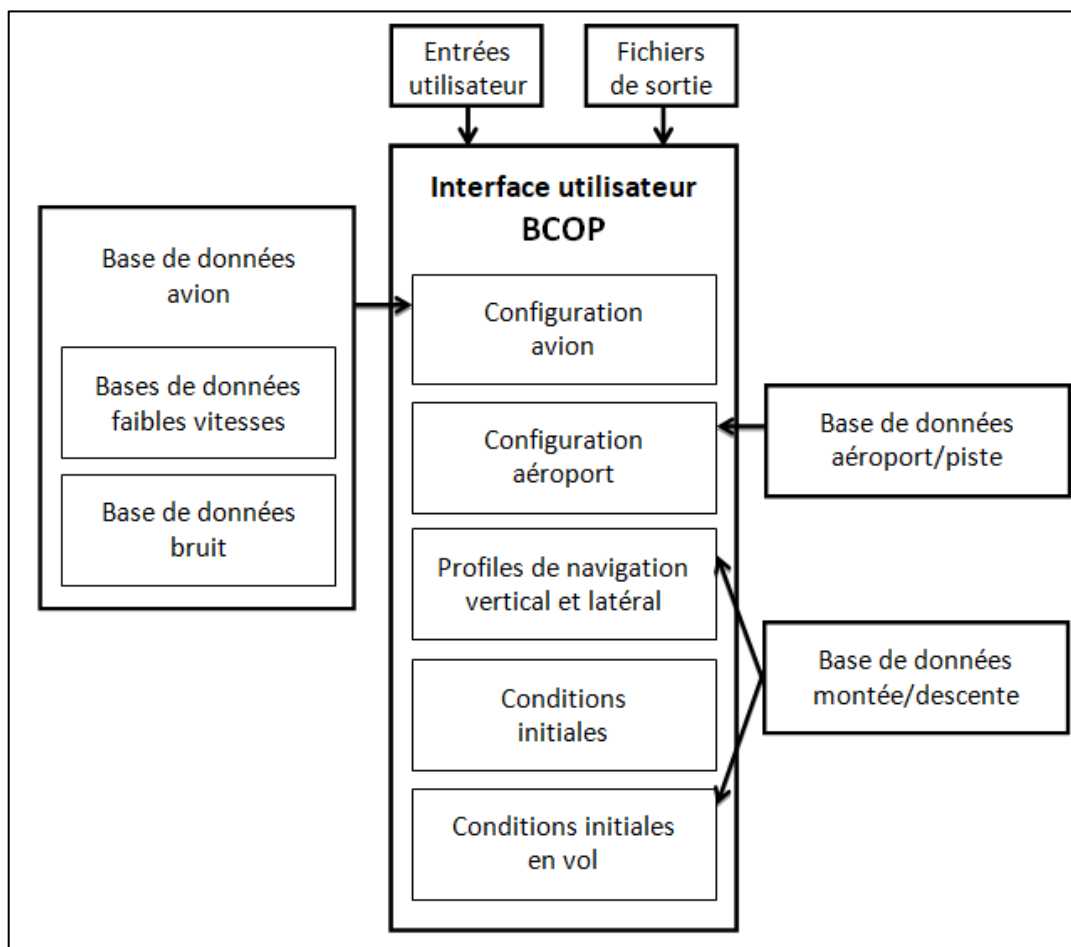 Entrées
utilisateur
Fichiers
de sortie
Interface utilisateur
BCOP
Base de données
avion
Bases de données
faibles vitesses
Base de données
bruit
Configuration
avion
Configuration
aéroport
Profiles de navigation
vertical et latéral
Conditions
initiales
Conditions initiales
en vol
Base de données
aéroport/piste
Base de données
montée/descente